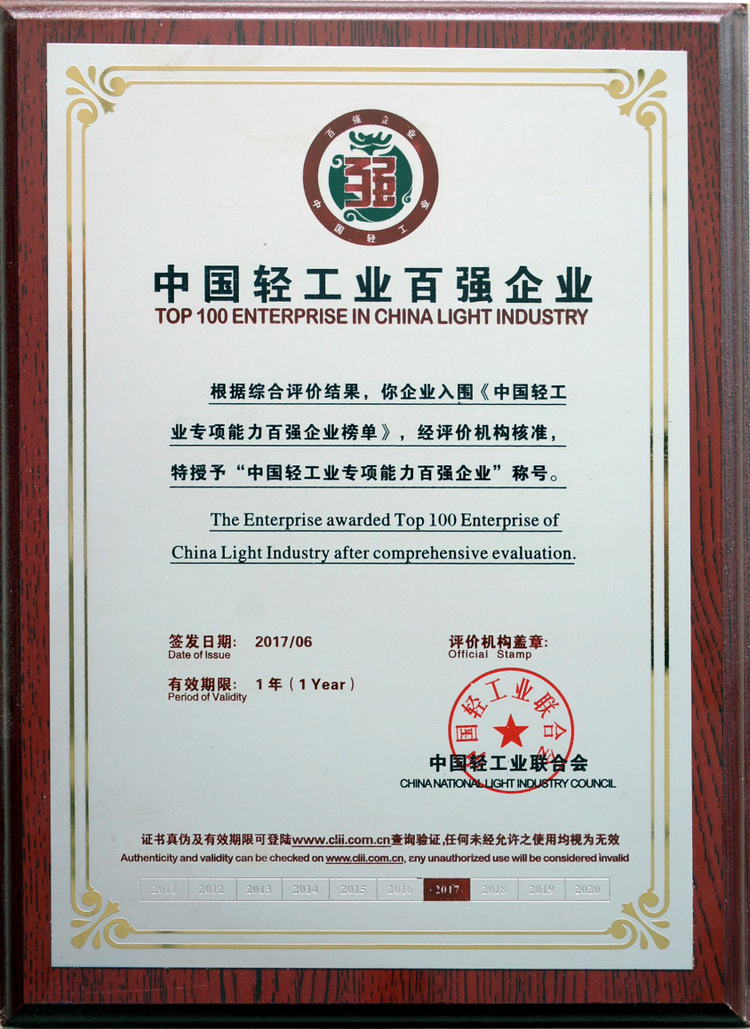 百强企业
强
中国轻工
中国轻工业百强企业
TOP 100 ENTERPRISE IN CHINA LIGHT INDUSTRY
根据综合评价结果，你企业入围《中国轻工
业专项能力百强企业榜单》，经评价机构核准，
特授予“中国轻工业专项能力百强企业”称号。
The Enterprise awarded Top 100 Enterprise of
China Light Industry after comprehensive evaluation.
签发日期： 2017/06
Date of Issue
有效期限： 1 年（1 Year）
Period of Validity
评价机构盖章：
Official Stamp
中国轻工业联合会
中国轻工业联合会
CHINA NATIONAL LIGHT INDUSTRY COUNCIL
证书真伪及有效期限可登陆www.clii.com.cn查询验证,任何未经允许之使用均视为无效
Authenticity and validity can be checked on www.clii.com.cn, any unauthorized use will be considered invalid
2011 2012 2013 2014 2015 2016 ·2017· 2018 2019 2020